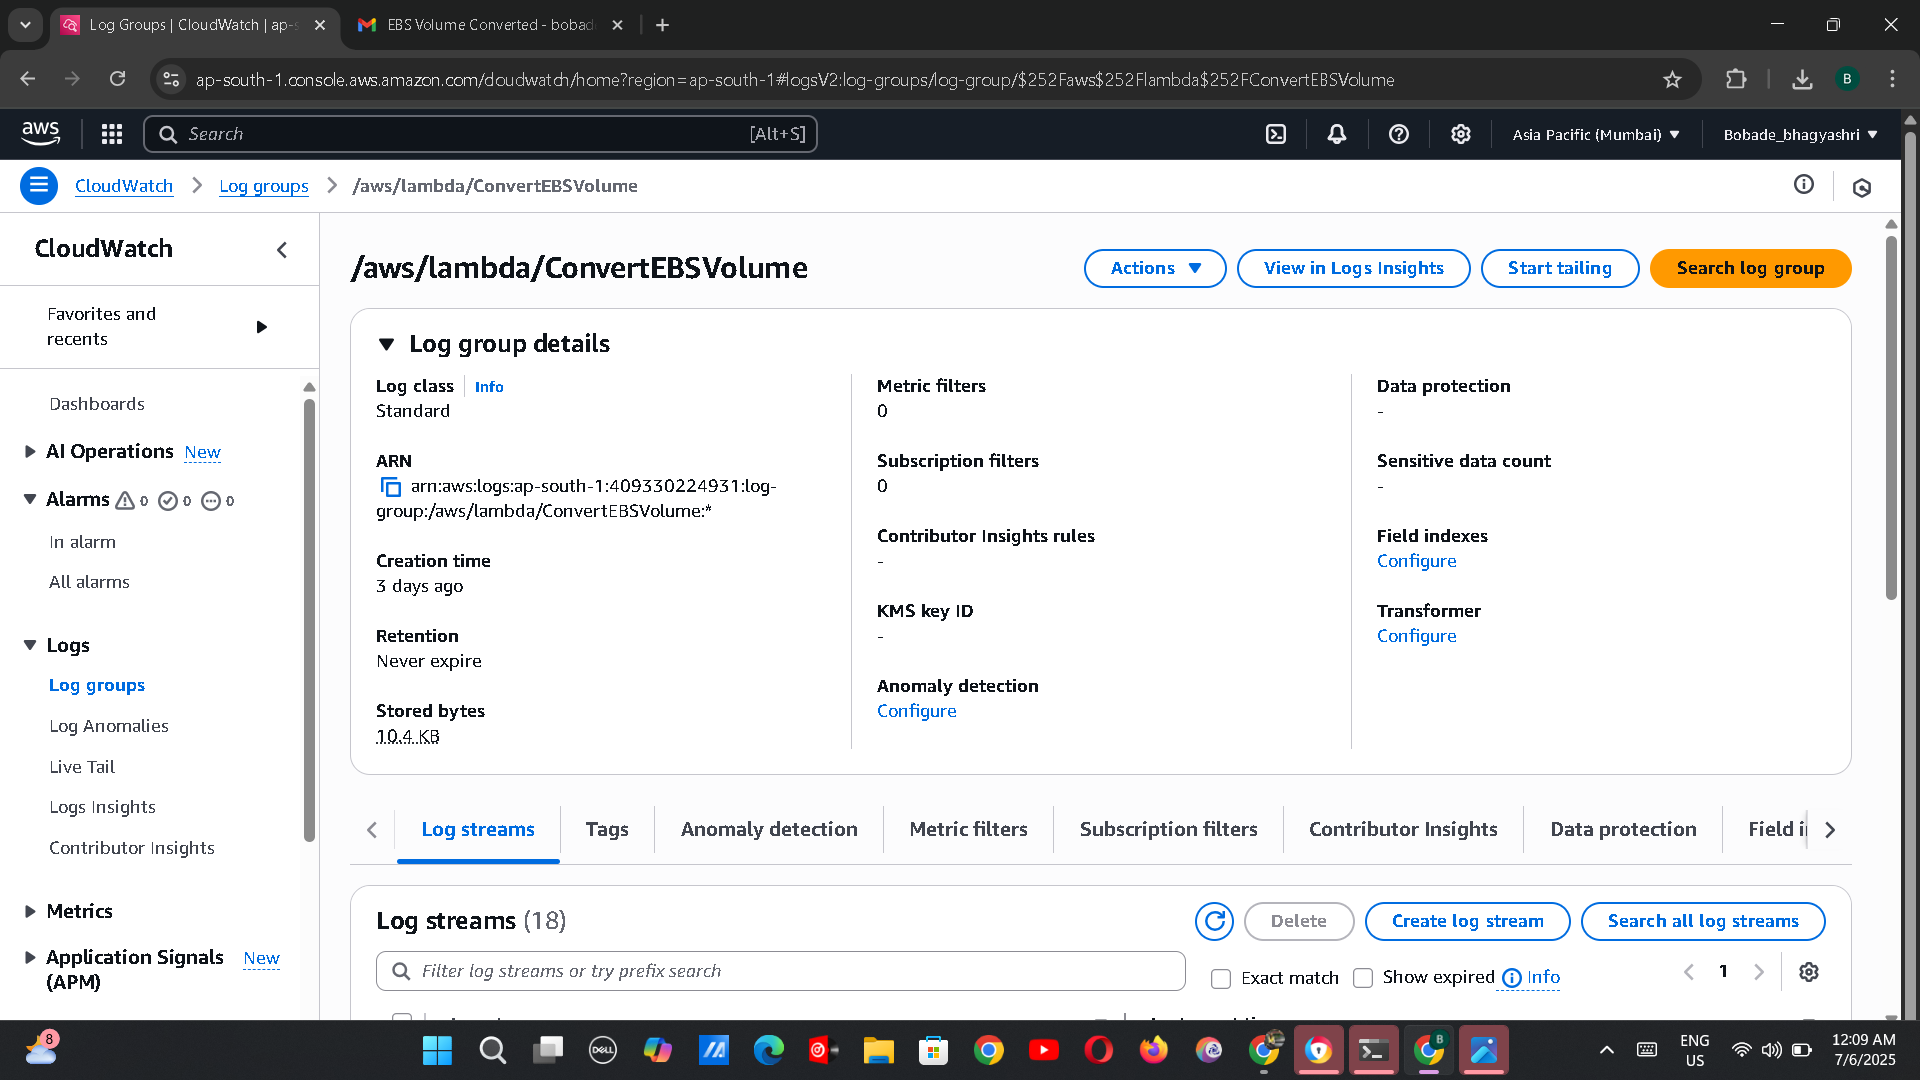 Log Groups | CloudWatch | ap-s
EBS Volume Converted - bobade
ap-south-1.console.aws.amazon.com/cloudwatch/home?region=ap-south-1#logsV2:log-groups/log-group/$252Faws$252Flambda$252FConvertEBSVolume
B
aws
Search
[Alt+S]
Asia Pacific (Mumbai)
Bobade_bhagyashri
CloudWatch
Log groups
/aws/lambda/ConvertEBSVolume
CloudWatch
Favorites and
recents
Dashboards
AI Operations New
Alarms 0 0 0
In alarm
All alarms
Logs
Log groups
Log Anomalies
Live Tail
Logs Insights
Contributor Insights
Metrics
Application Signals New
(APM)
/aws/lambda/ConvertEBSVolume
Actions
View in Logs Insights
Start tailing
Search log group
Log group details
Log class Info
Standard
ARN
arn:aws:logs:ap-south-1:409330224931:log-
group:/aws/lambda/ConvertEBSVolume:*
Creation time
3 days ago
Retention
Never expire
Stored bytes
10.4 KB
Metric filters
0
Subscription filters
0
Contributor Insights rules
-
KMS key ID
-
Anomaly detection
Configure
Data protection
-
Sensitive data count
-
Field indexes
Configure
Transformer
Configure
Log streams
Tags
Anomaly detection
Metric filters
Subscription filters
Contributor Insights
Data protection
Field i
Log streams (18)
Delete
Create log stream
Search all log streams
Filter log streams or try prefix search
Exact match
Show expired
Info
1
8
DELL
B
ENG
US
12:09 AM
7/6/2025